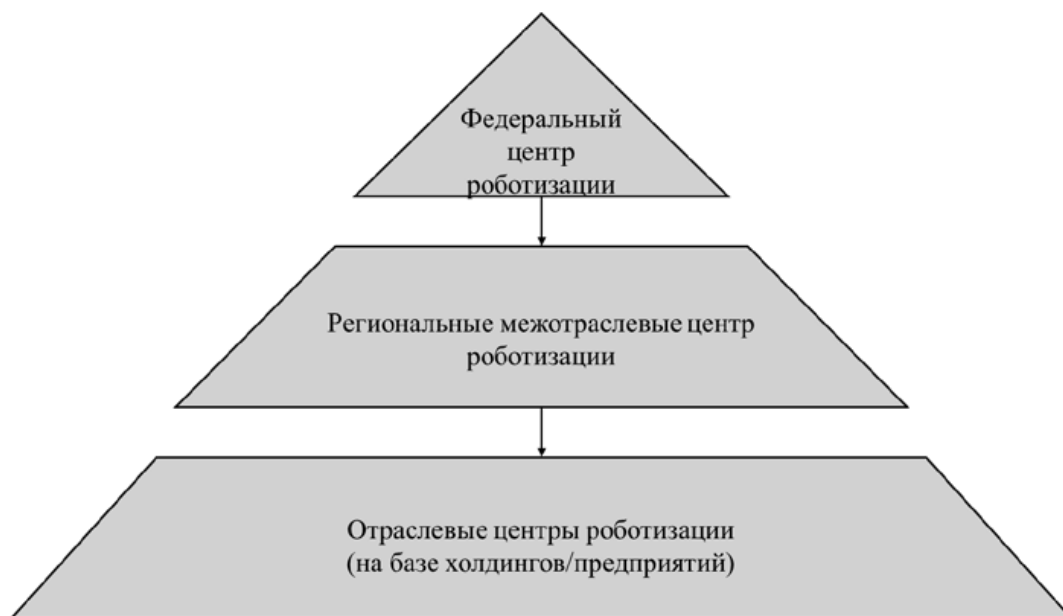 Федеральный
центр
роботизации
Региональные межотраслевые центр
роботизации
Отраслевые центры роботизации
(на базе холдингов/предприятий)